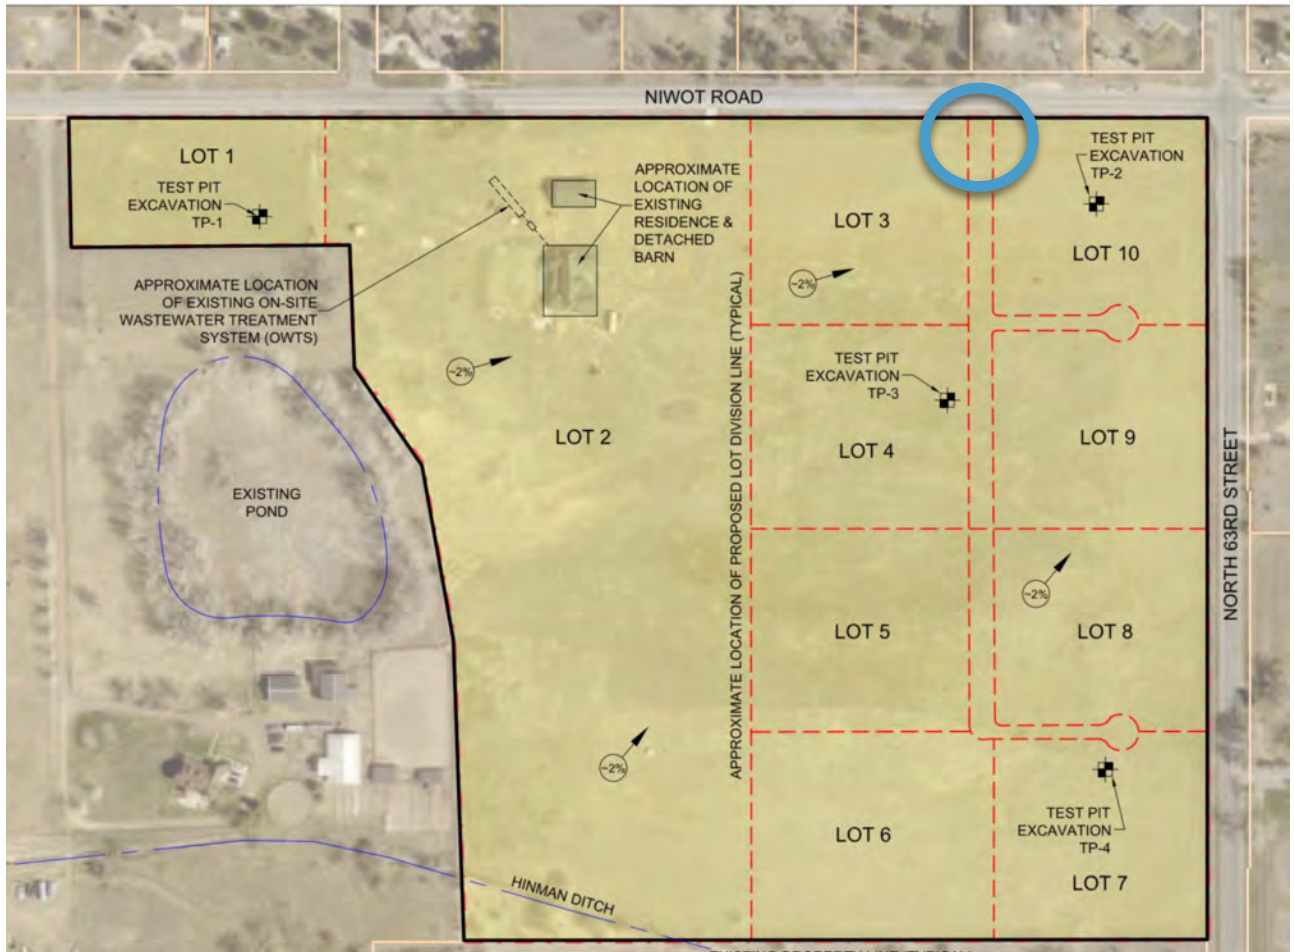 NIWOT ROAD
LOT 1
TEST PIT
EXCAVATION
TP-1
APPROXIMATE
LOCATION OF
EXISTING
RESIDENCE &
DETACHED
BARN
LOT 3
TEST PIT
EXCAVATION
TP-2
LOT 10
~2%
APPROXIMATE LOCATION
OF EXISTING ON-SITE
WASTEWATER TREATMENT
SYSTEM (OWTS)
~2%
TEST PIT
EXCAVATION
TP-3
LOT 2
LOT 4
LOT 9
EXISTING
POND
APPROXIMATE LOCATION OF PROPOSED LOT DIVISION LINE (TYPICAL)
NORTH 63RD STREET
~2%
LOT 5
LOT 8
~2%
TEST PIT
EXCAVATION
TP-4
LOT 6
LOT 7
HINMAN DITCH